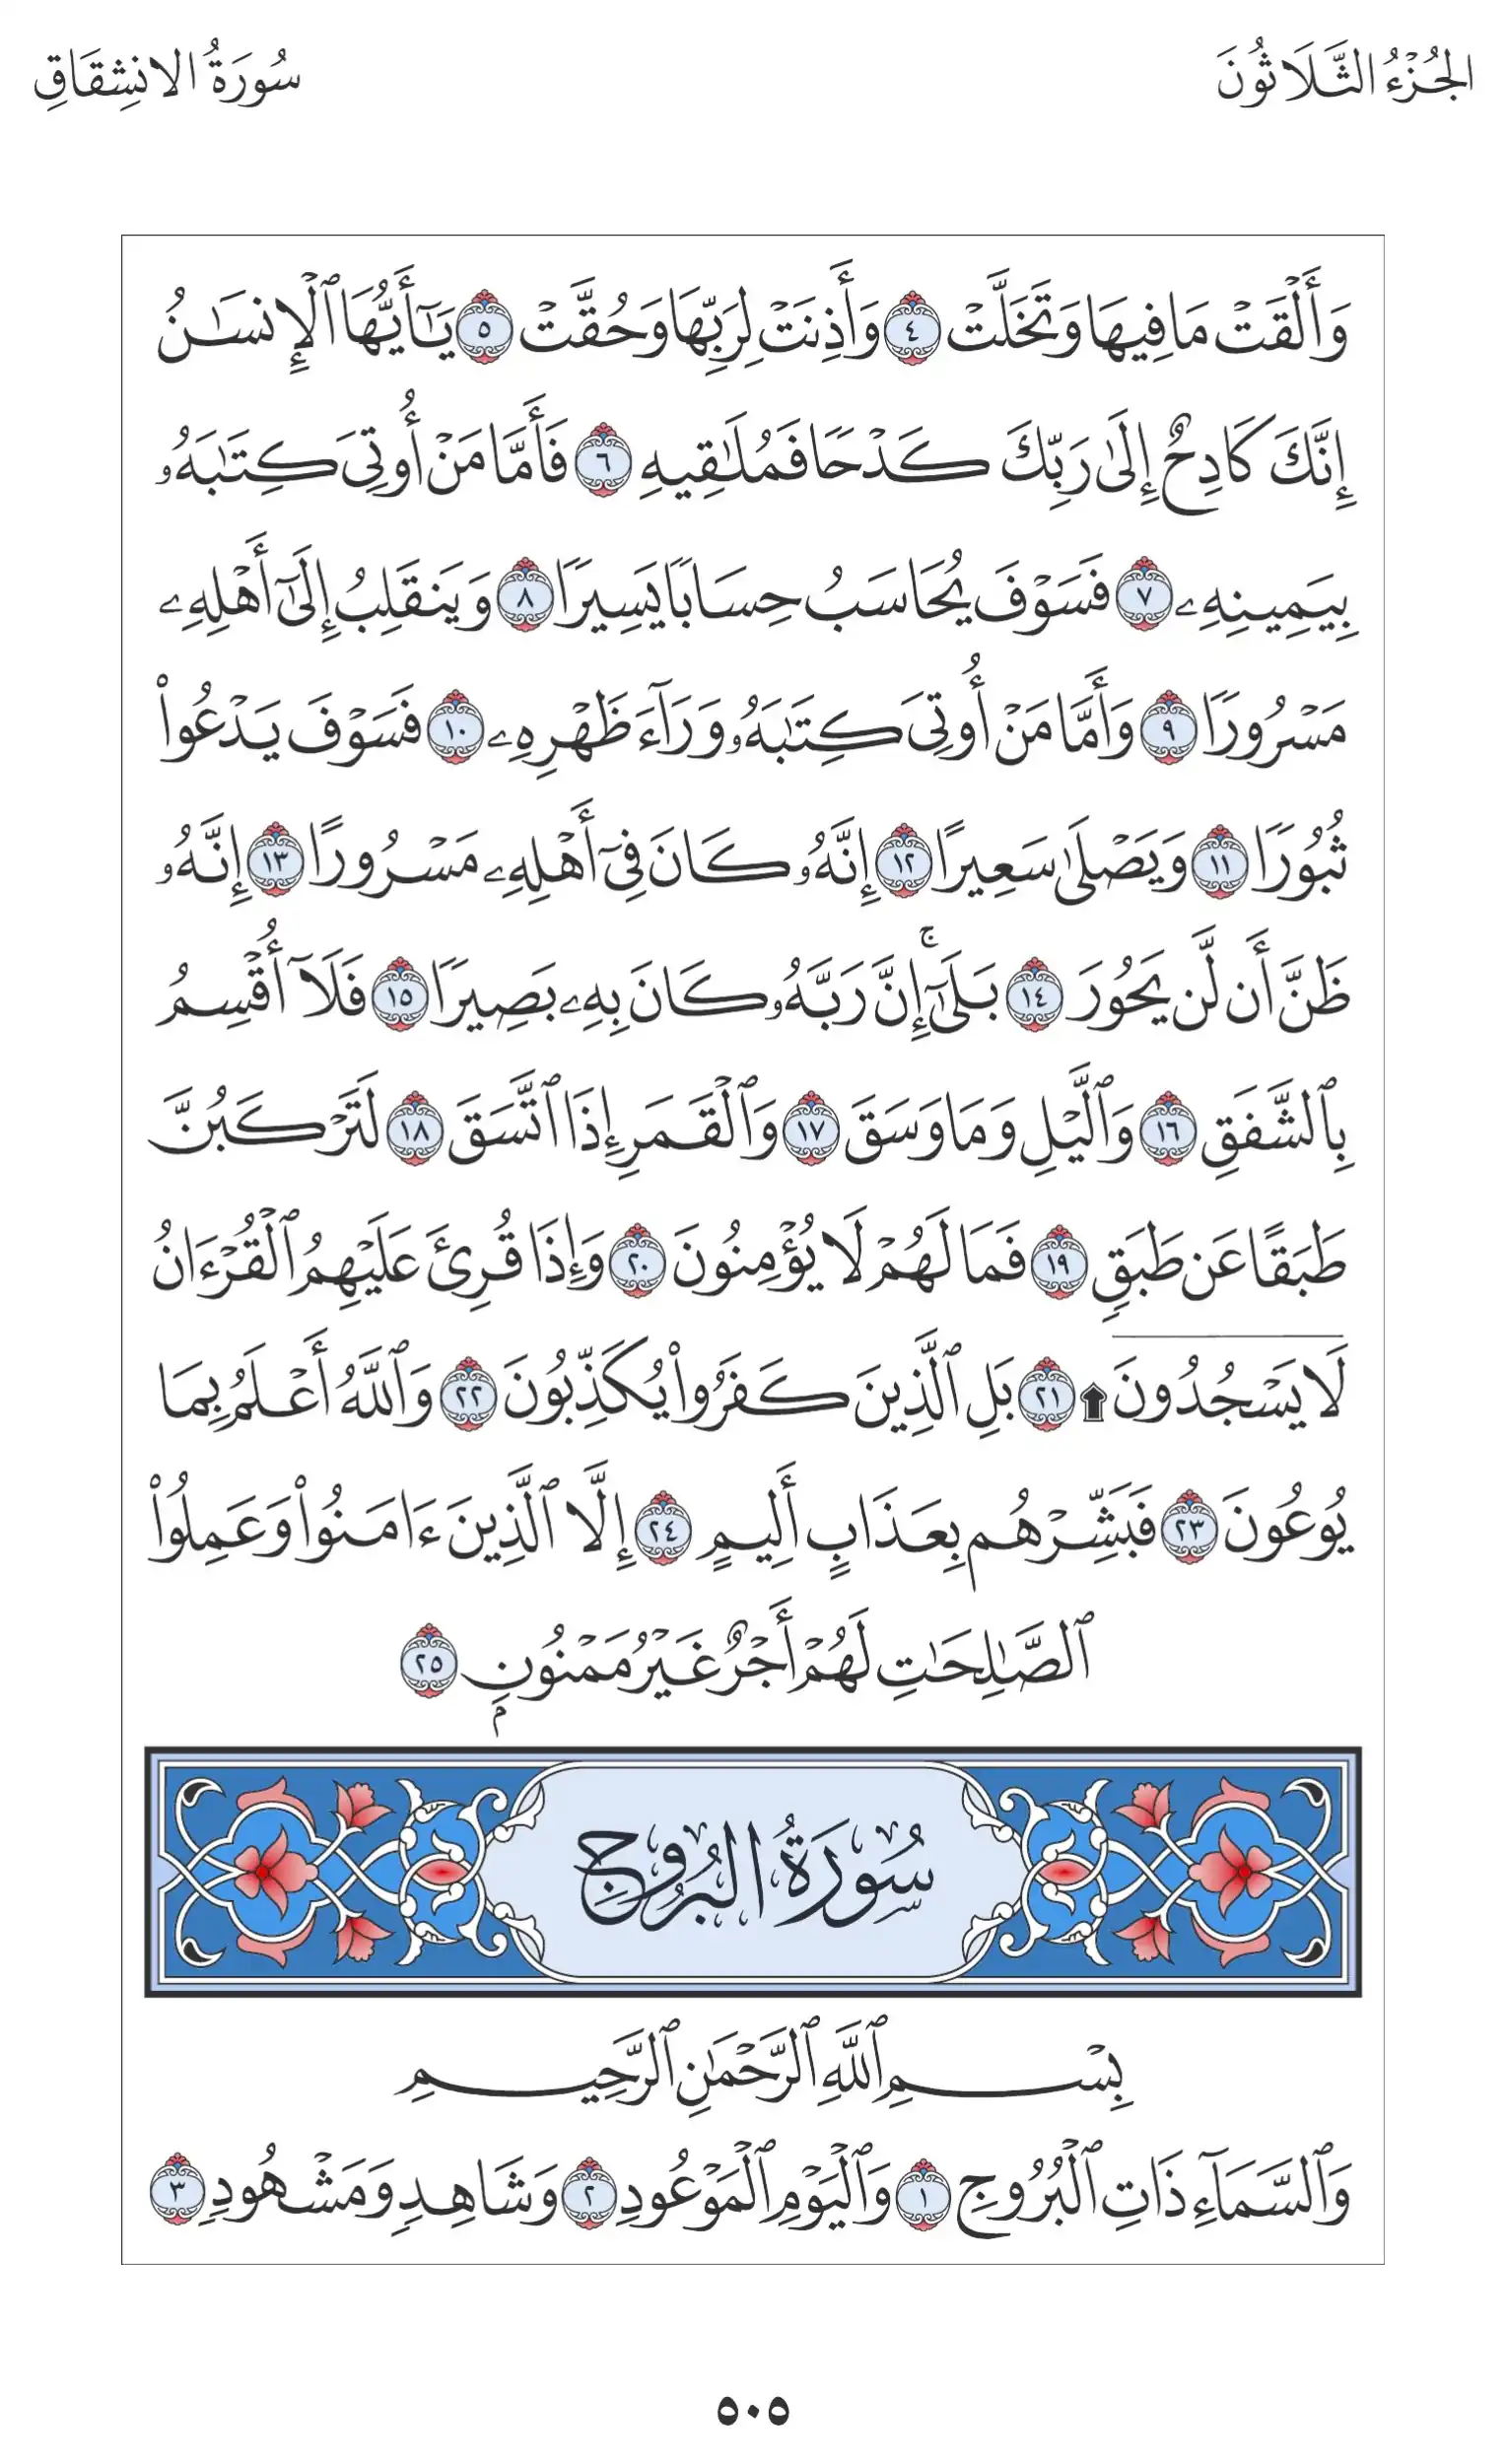 الجُزْءُ الثَّلَاثُونَ
سُورَةُ الانشِقَاقِ
وَأَلْقَتْ مَا فِيهَا وَتَخَلَّتْ ٤ وَأَذِنَتْ لِرَبِّهَا وَحُقَّتْ ٥ يَـٰٓأَيُّهَا ٱلْإِنسَـٰنُ
إِنَّكَ كَادِحٌ إِلَىٰ رَبِّكَ كَدْحًا فَمُلَـٰقِيهِ ٦ فَأَمَّا مَنْ أُوتِىَ كِتَـٰبَهُۥ
بِيَمِينِهِۦ ٧ فَسَوْفَ يُحَاسَبُ حِسَابًا يَسِيرًا ٨ وَيَنقَلِبُ إِلَىٰٓ أَهْلِهِۦ
مَسْرُورًا ٩ وَأَمَّا مَنْ أُوتِىَ كِتَـٰبَهُۥ وَرَآءَ ظَهْرِهِۦ ١٠ فَسَوْفَ يَدْعُوا۟
ثُبُورًا ١١ وَيَصْلَىٰ سَعِيرًا ١٢ إِنَّهُۥ كَانَ فِىٓ أَهْلِهِۦ مَسْرُورًا ١٣ إِنَّهُۥ
ظَنَّ أَن لَّن يَحُورَ ١٤ بَلَىٰٓۚ إِنَّ رَبَّهُۥ كَانَ بِهِۦ بَصِيرًا ١٥ فَلَآ أُقْسِمُ
بِٱلشَّفَقِ ١٦ وَٱلَّيْلِ وَمَا وَسَقَ ١٧ وَٱلْقَمَرِ إِذَا ٱتَّسَقَ ١٨ لَتَرْكَبُنَّ
طَبَقًا عَن طَبَقٍ ١٩ فَمَا لَهُمْ لَا يُؤْمِنُونَ ٢٠ وَإِذَا قُرِئَ عَلَيْهِمُ ٱلْقُرْءَانُ
لَا يَسْجُدُونَ ٢١ بَلِ ٱلَّذِينَ كَفَرُوا۟ يُكَذِّبُونَ ٢٢ وَٱللَّهُ أَعْلَمُ بِمَا
يُوعُونَ ٢٣ فَبَشِّرْهُم بِعَذَابٍ أَلِيمٍ ٢٤ إِلَّا ٱلَّذِينَ ءَامَنُوا۟ وَعَمِلُوا۟
ٱلصَّـٰلِحَـٰتِ لَهُمْ أَجْرٌ غَيْرُ مَمْنُونٍۭ ٢٥
سُورَةُ البُرُوجِ
بِسْمِ ٱللَّهِ ٱلرَّحْمَـٰنِ ٱلرَّحِيمِ
وَٱلسَّمَآءِ ذَاتِ ٱلْبُرُوجِ ١ وَٱلْيَوْمِ ٱلْمَوْعُودِ ٢ وَشَاهِدٍ وَمَشْهُودٍ ٣
٥٠٥